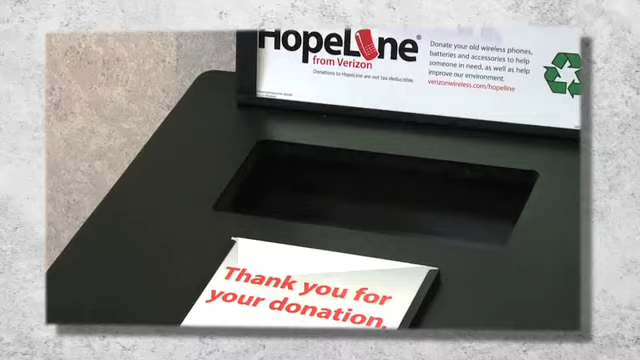 HopeLine®
from Verizon
Donations to HopeLine are not tax deductible.
Donate your old wireless phones,
batteries and accessories to help
someone in need, as well as help
improve our environment.
verizonwireless.com/hopeline
Thank you for
your donation.